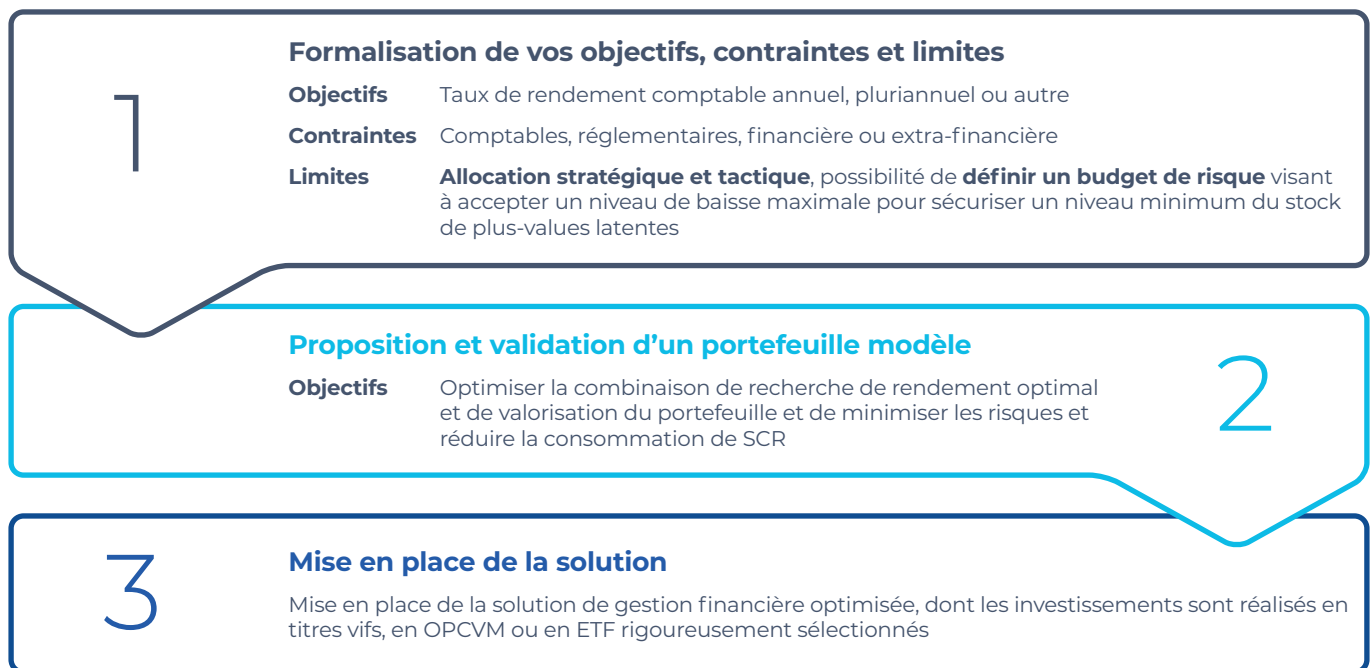 1
Formalisation de vos objectifs, contraintes et limites
Objectifs Taux de rendement comptable annuel, pluriannuel ou autre
Contraintes Comptables, réglementaires, financière ou extra-financière
Limites Allocation stratégique et tactique, possibilité de définir un budget de risque visant
à accepter un niveau de baisse maximale pour sécuriser un niveau minimum du stock
de plus-values latentes
Proposition et validation d’un portefeuille modèle
Objectifs Optimiser la combinaison de recherche de rendement optimal
et de valorisation du portefeuille et de minimiser les risques et
réduire la consommation de SCR
2
3
Mise en place de la solution
Mise en place de la solution de gestion financière optimisée, dont les investissements sont réalisés en
titres vifs, en OPCVM ou en ETF rigoureusement sélectionnés